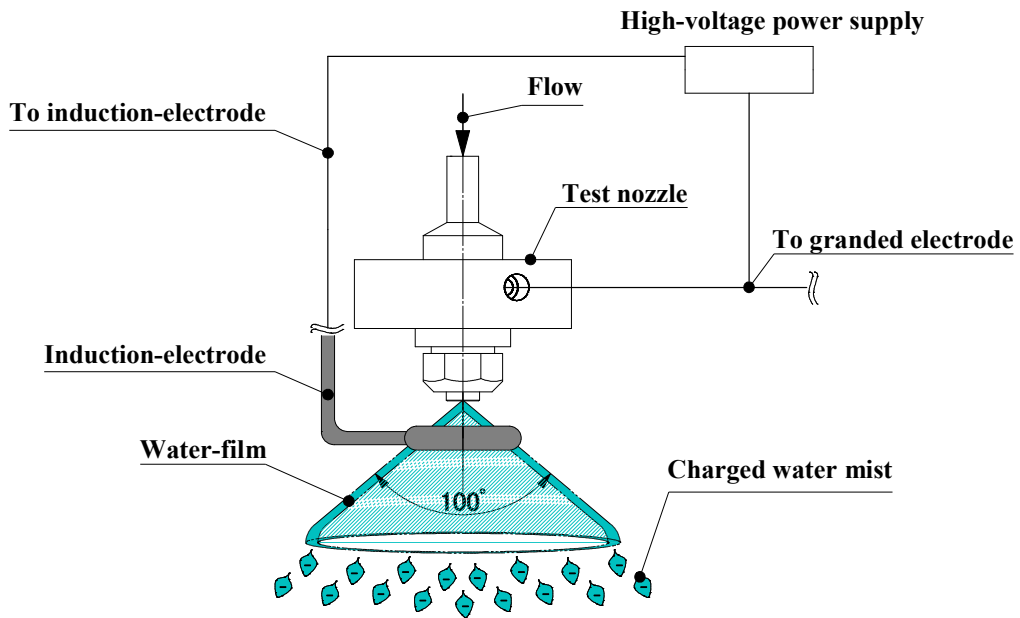 High-voltage power supply
Flow
To induction-electrode
Test nozzle
To granded electrode
Induction-electrode
Water-film
Charged water mist
100°